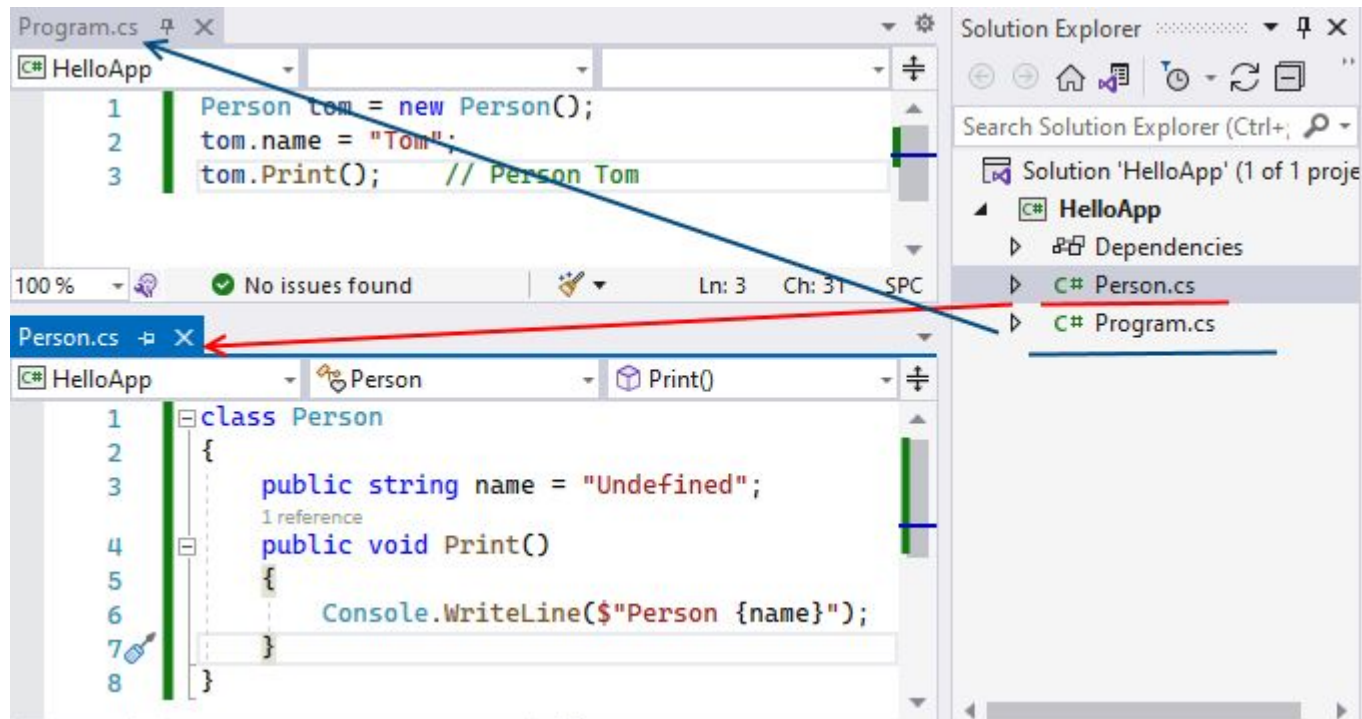 Program.cs
HelloApp
1 Person tom = new Person();
2 tom.name = "Tom";
3 tom.Print();    // Person Tom
100 % No issues found Ln: 3 Ch: 31 SPC
Person.cs
HelloApp Person Print()
1 class Person
2 {
3     public string name = "Undefined";
1 reference
4     public void Print()
5     {
6         Console.WriteLine($"Person {name}");
7     }
8 }
Solution Explorer
Search Solution Explorer (Ctrl+;
Solution 'HelloApp' (1 of 1 proje
C# HelloApp
Dependencies
C# Person.cs
C# Program.cs